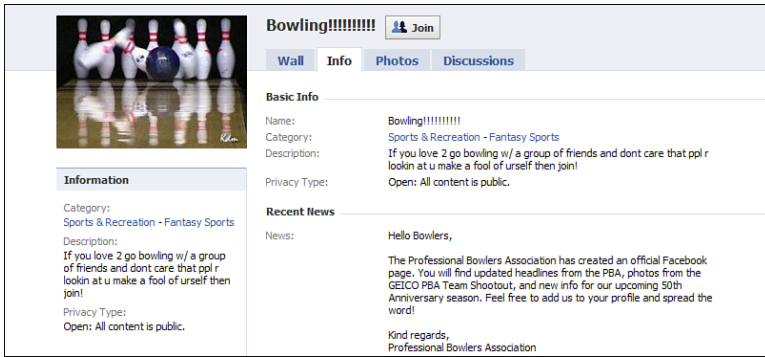 Bowling!!!!!!!!!!
Join
Wall
Info
Photos
Discussions
Information
Category:
Sports & Recreation - Fantasy Sports
Description:
If you love 2 go bowling w/ a group
of friends and dont care that ppl r
lookin at u make a fool of urself then
join!
Privacy Type:
Open: All content is public.
Basic Info
Name:
Bowling!!!!!!!!!!
Category:
Sports & Recreation - Fantasy Sports
Description:
If you love 2 go bowling w/ a group of friends and dont care that ppl r
lookin at u make a fool of urself then join!
Privacy Type:
Open: All content is public.
Recent News
News:
Hello Bowlers,
The Professional Bowlers Association has created an official Facebook
page. You will find updated headlines from the PBA, photos from the
GEICO PBA Team Shootout, and new info for our upcoming 50th
Anniversary season. Feel free to add us to your profile and spread the
word!
Kind regards,
Professional Bowlers Association